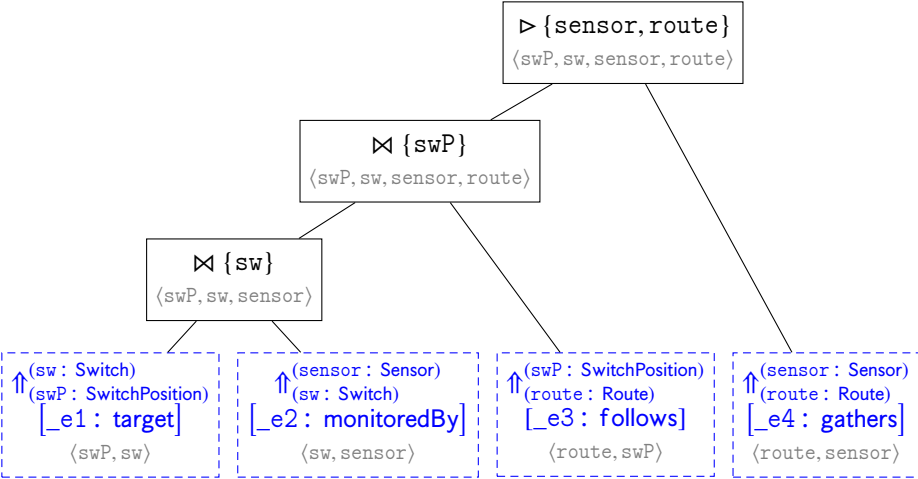 ⊳ {sensor, route}
⟨swP, sw, sensor, route⟩
⋈ {swP}
⟨swP, sw, sensor, route⟩
⋈ {sw}
⟨swP, sw, sensor⟩
⇑(sw: Switch)
(swP: SwitchPosition)
[_e1: target]
⟨swP, sw⟩
⇑(sensor: Sensor)
(sw: Switch)
[_e2: monitoredBy]
⟨sw, sensor⟩
⇑(swP: SwitchPosition)
(route: Route)
[_e3: follows]
⟨route, swP⟩
⇑(sensor: Sensor)
(route: Route)
[_e4: gathers]
⟨route, sensor⟩